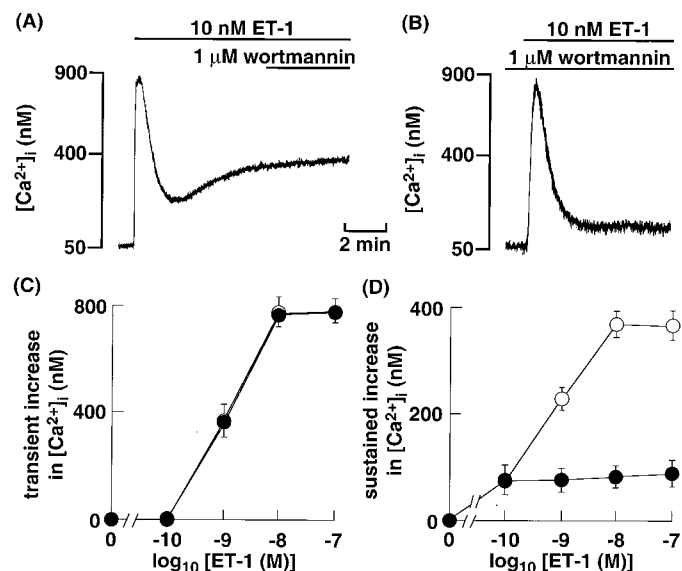 (A)
10 nM ET-1
1 µM wortmannin
900
400
50
[Ca²⁺]ᵢ (nM)
2 min
(B)
10 nM ET-1
1 µM wortmannin
900
400
50
[Ca²⁺]ᵢ (nM)
(C)
800
400
0
transient increase
in [Ca²⁺]ᵢ (nM)
0 -10 -9 -8 -7
log₁₀ [ET-1 (M)]
(D)
400
200
0
sustained increase
in [Ca²⁺]ᵢ (nM)
0 -10 -9 -8 -7
log₁₀ [ET-1 (M)]